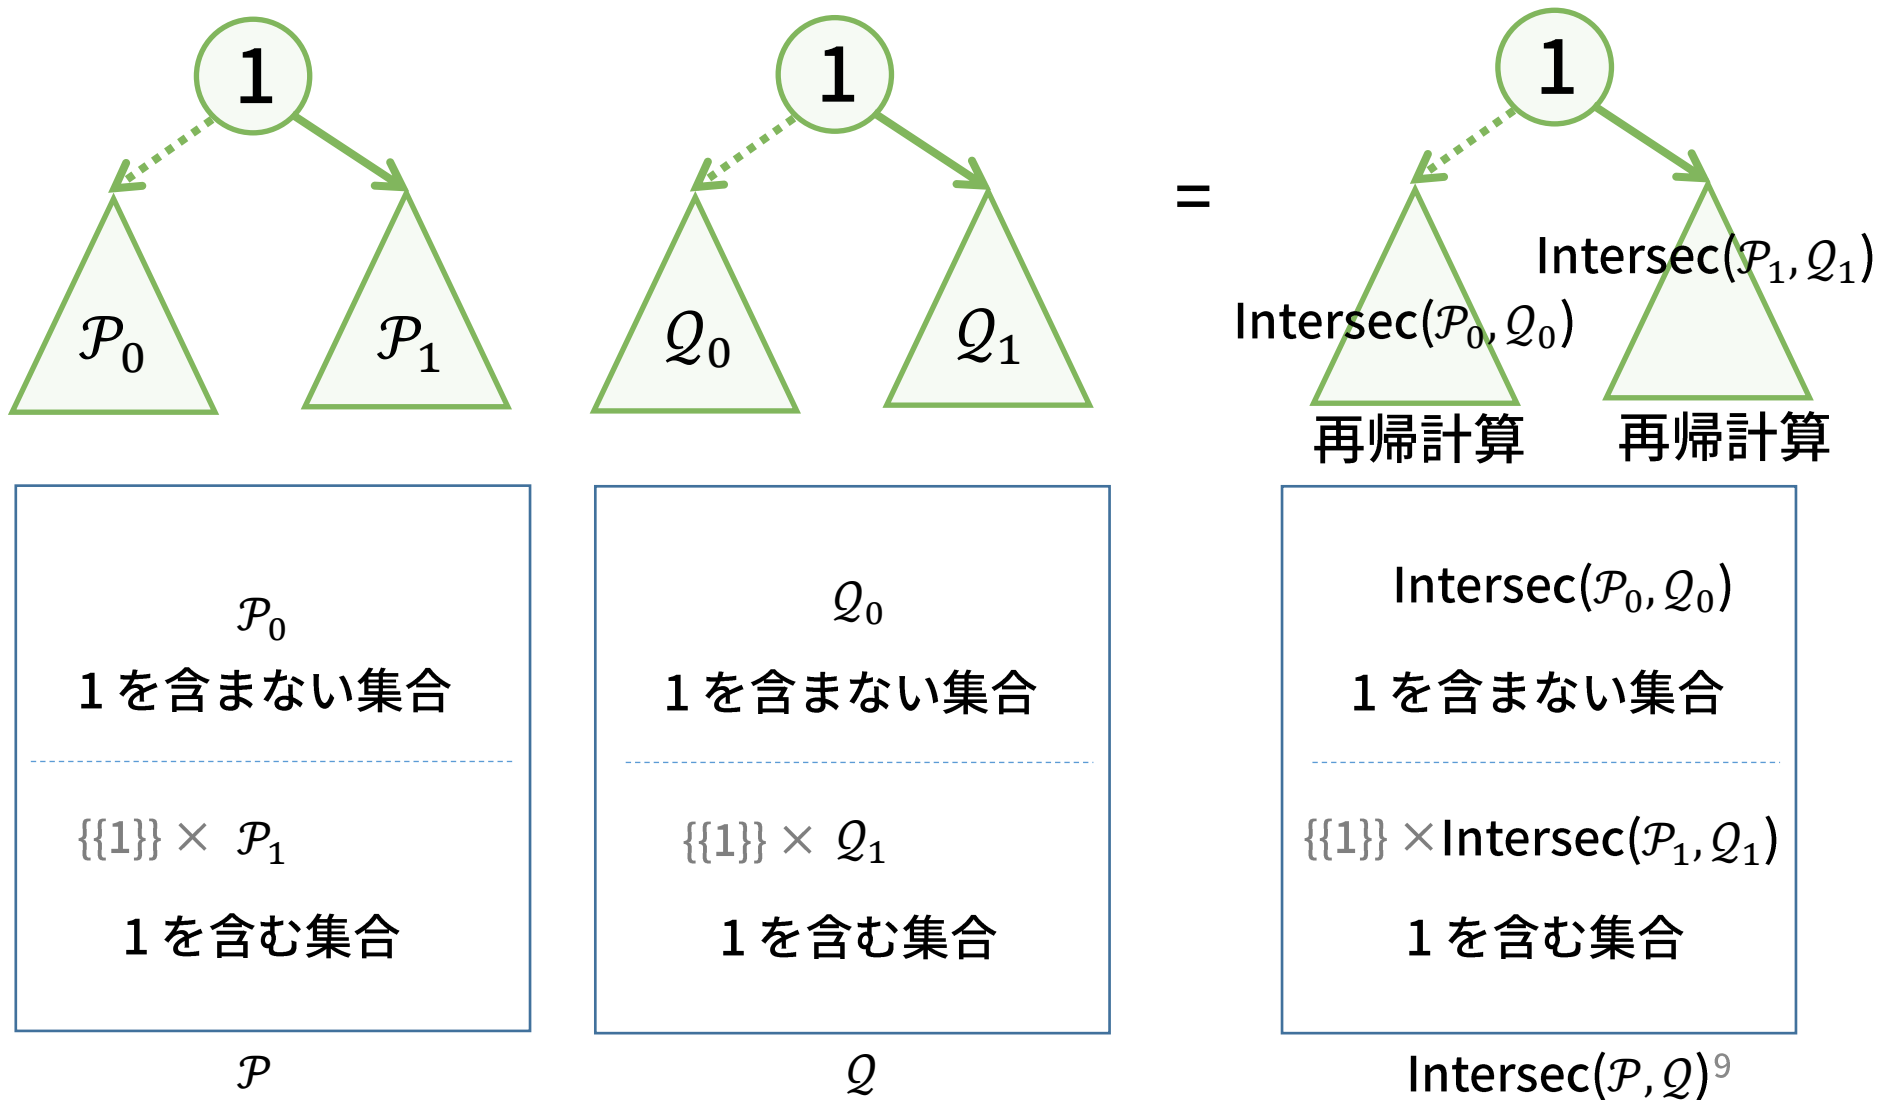 1
1
1
=
𝒫0
𝒫1
𝒬0
𝒬1
Intersec(𝒫1, 𝒬1)
Intersec(𝒫0, 𝒬0)
再帰計算
再帰計算
𝒫0
1 を含まない集合
{{1}} × 𝒫1
1 を含む集合
𝒫
𝒬0
1 を含まない集合
{{1}} × 𝒬1
1 を含む集合
𝒬
Intersec(𝒫0, 𝒬0)
1 を含まない集合
{{1}} ×Intersec(𝒫1, 𝒬1)
1 を含む集合
Intersec(𝒫, 𝒬)
9